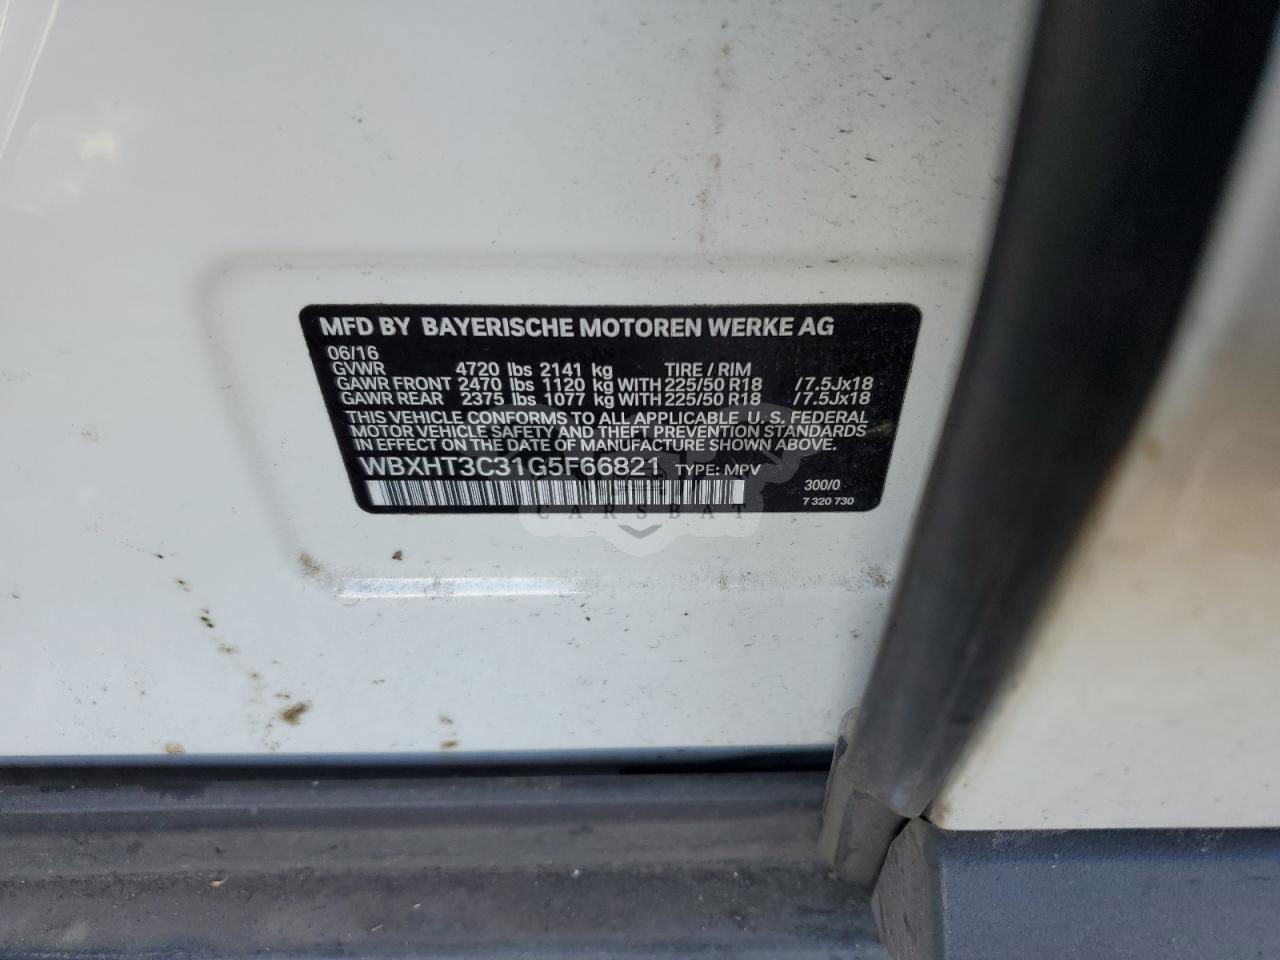 MFD BY BAYERISCHE MOTOREN WERKE AG
06/16
GVWR 4720 lbs 2141 kg TIRE / RIM
GAWR FRONT 2470 lbs 1120 kg WITH 225/50 R18 /7.5Jx18
GAWR REAR 2375 lbs 1077 kg WITH 225/50 R18 /7.5Jx18
THIS VEHICLE CONFORMS TO ALL APPLICABLE U.S. FEDERAL
MOTOR VEHICLE SAFETY AND THEFT PREVENTION STANDARDS
IN EFFECT ON THE DATE OF MANUFACTURE SHOWN ABOVE.
WBXHT3C31G5F66821 TYPE: MPV
300/0
7 320 730
CARSBAT